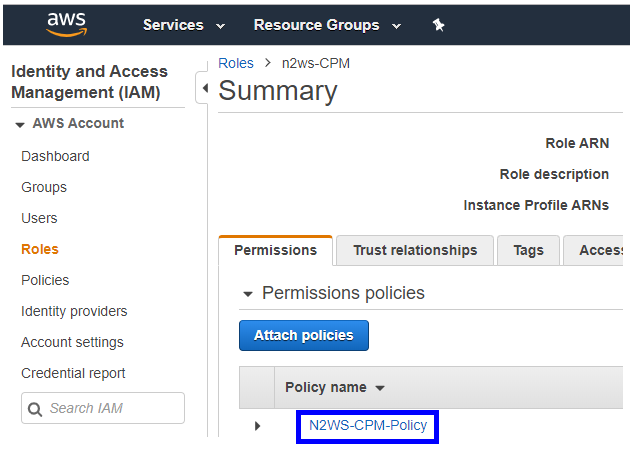 aws
Services
Resource Groups
Identity and Access
Management (IAM)
AWS Account
Dashboard
Groups
Users
Roles
Policies
Identity providers
Account settings
Credential report
Search IAM
Roles > n2ws-CPM
Summary
Role ARN
Role description
Instance Profile ARNs
Permissions
Trust relationships
Tags
Access
Permissions policies
Attach policies
Policy name
N2WS-CPM-Policy